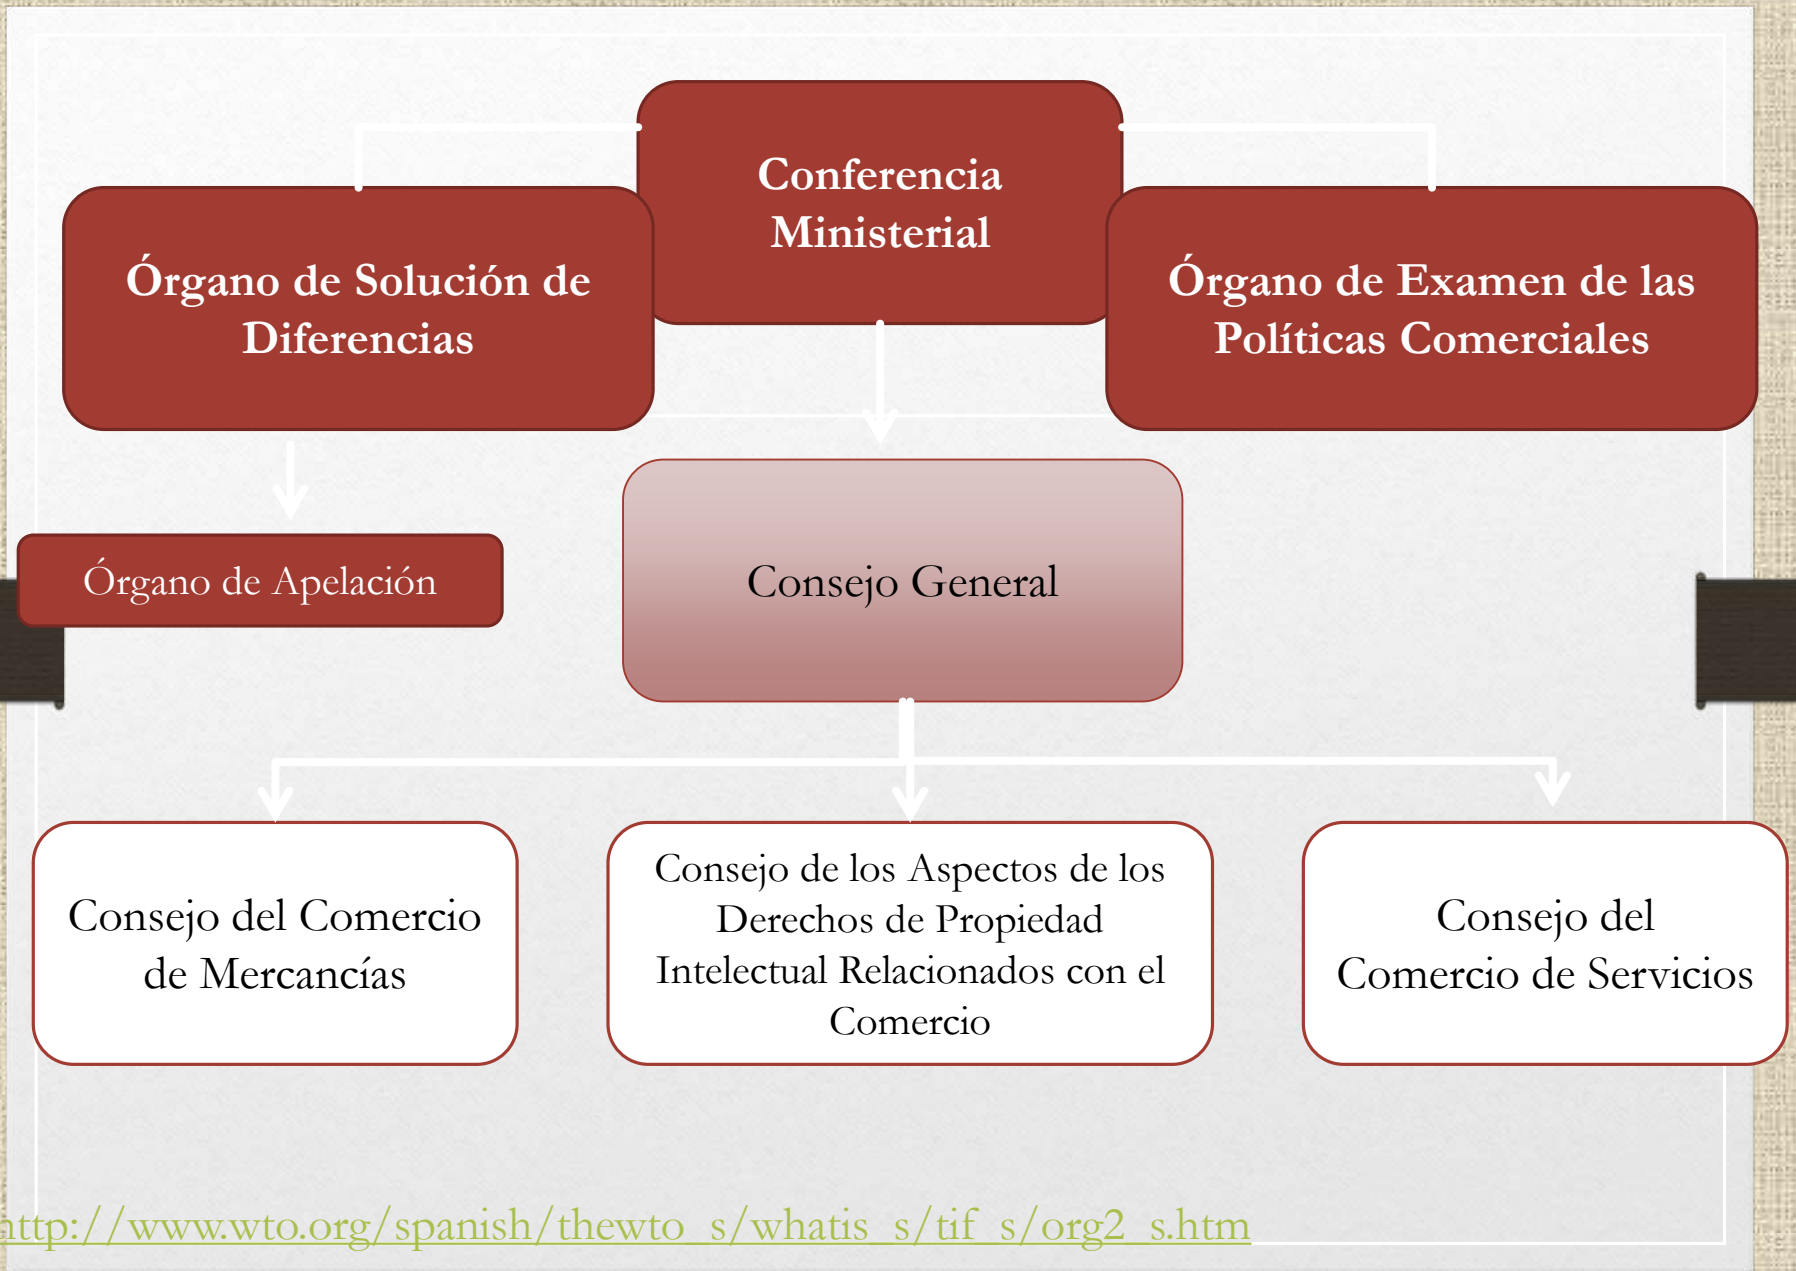 Conferencia
Ministerial
Órgano de Solución de
Diferencias
Órgano de Examen de las
Políticas Comerciales
Órgano de Apelación
Consejo General
Consejo del Comercio
de Mercancías
Consejo de los Aspectos de los
Derechos de Propiedad
Intelectual Relacionados con el
Comercio
Consejo del
Comercio de Servicios
http://www.wto.org/spanish/thewto_s/whatis_s/tif_s/org2_s.htm